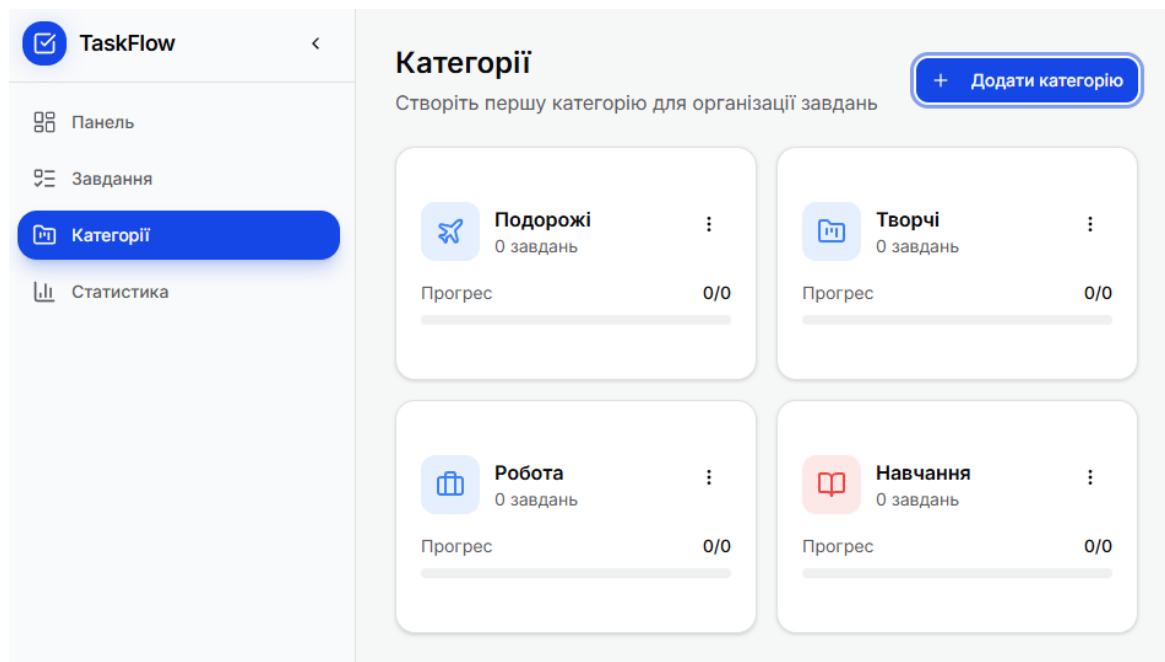 TaskFlow
Панель
Завдання
Категорії
Статистика
Категорії
Створіть першу категорію для організації завдань
+ Додати категорію
Подорожі
0 завдань
Прогрес 0/0
Творчі
0 завдань
Прогрес 0/0
Робота
0 завдань
Прогрес 0/0
Навчання
0 завдань
Прогрес 0/0